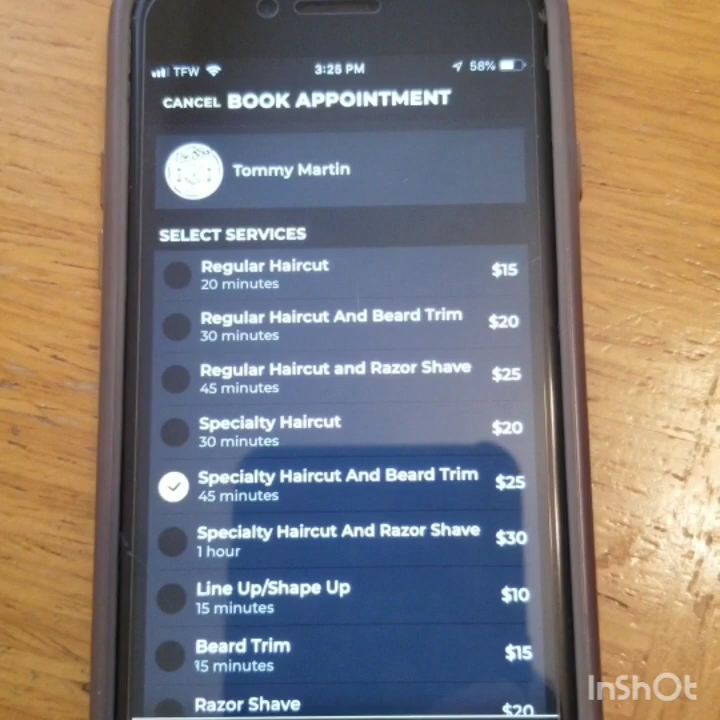 TFW 3:25 PM 58%
CANCEL BOOK APPOINTMENT
Tommy Martin
SELECT SERVICES
Regular Haircut $15
20 minutes
Regular Haircut And Beard Trim $20
30 minutes
Regular Haircut and Razor Shave $25
45 minutes
Specialty Haircut $20
30 minutes
Specialty Haircut And Beard Trim $25
45 minutes
Specialty Haircut And Razor Shave $30
1 hour
Line Up/Shape Up $10
15 minutes
Beard Trim $15
15 minutes
Razor Shave $20
InShOt